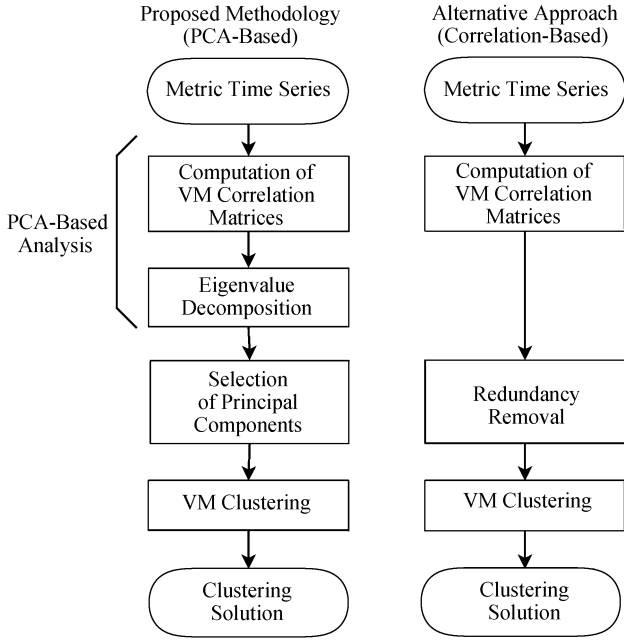 Proposed Methodology
(PCA-Based)
Metric Time Series
Computation of
VM Correlation
Matrices
PCA-Based
Analysis
Eigenvalue
Decomposition
Selection
of Principal
Components
VM Clustering
Clustering
Solution
Alternative Approach
(Correlation-Based)
Metric Time Series
Computation of
VM Correlation
Matrices
Redundancy
Removal
VM Clustering
Clustering
Solution